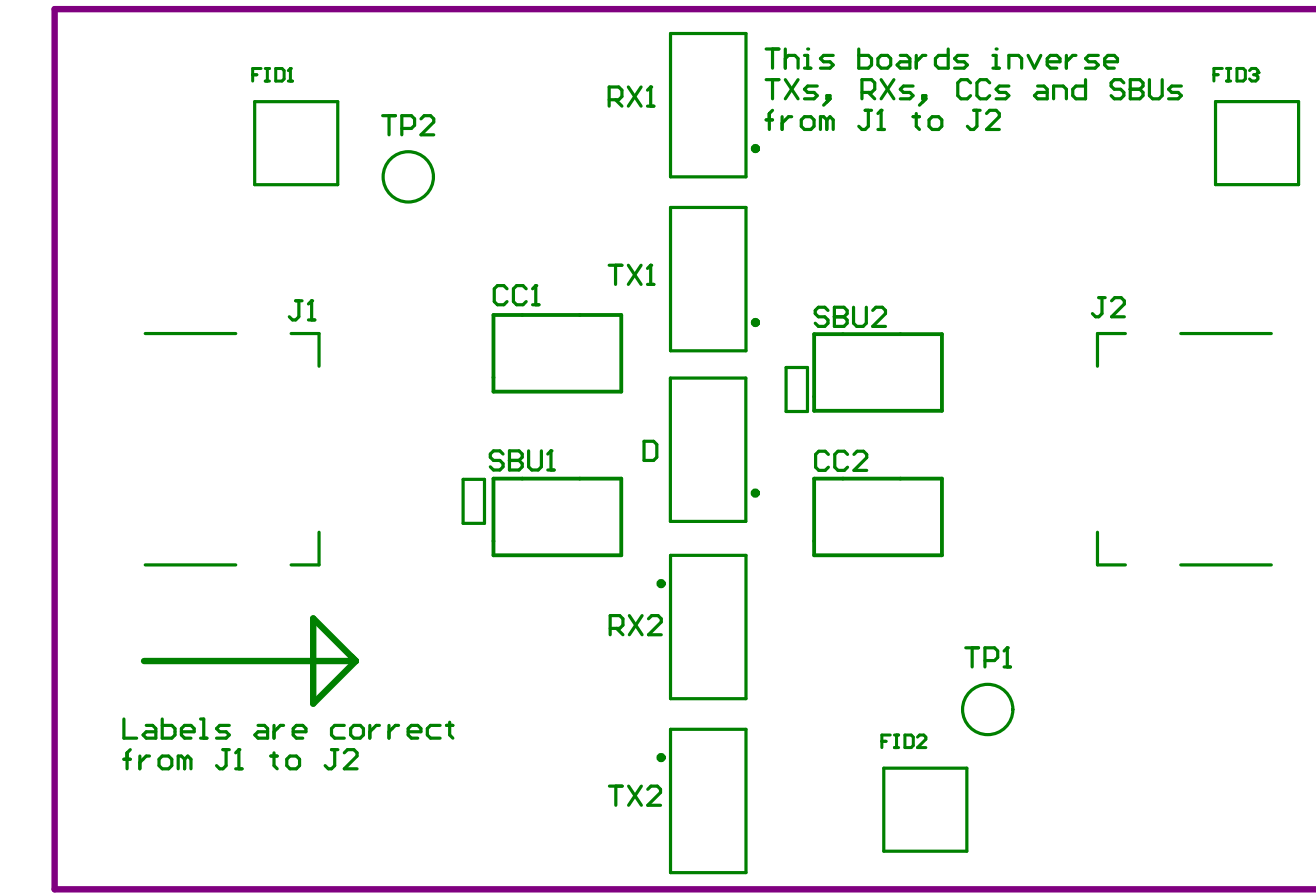 This boards inverse
TXs, RXs, CCs and SBUs
from J1 to J2
FID1
FID3
RX1
TP2
TX1
CC1
J1
SBU2
J2
D
SBU1
CC2
RX2
TP1
Labels are correct
from J1 to J2
FID2
TX2